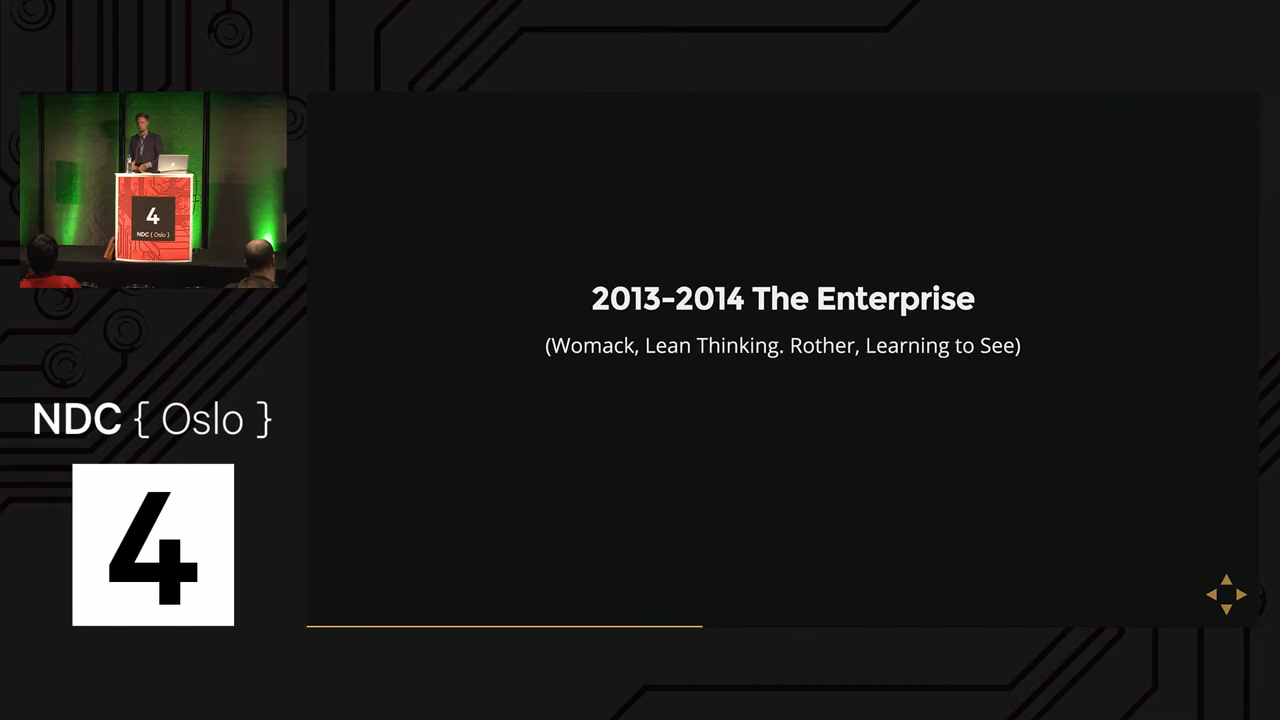 4
NDC { Oslo }
2013-2014 The Enterprise
(Womack, Lean Thinking. Rother, Learning to See)
NDC { Oslo }
4